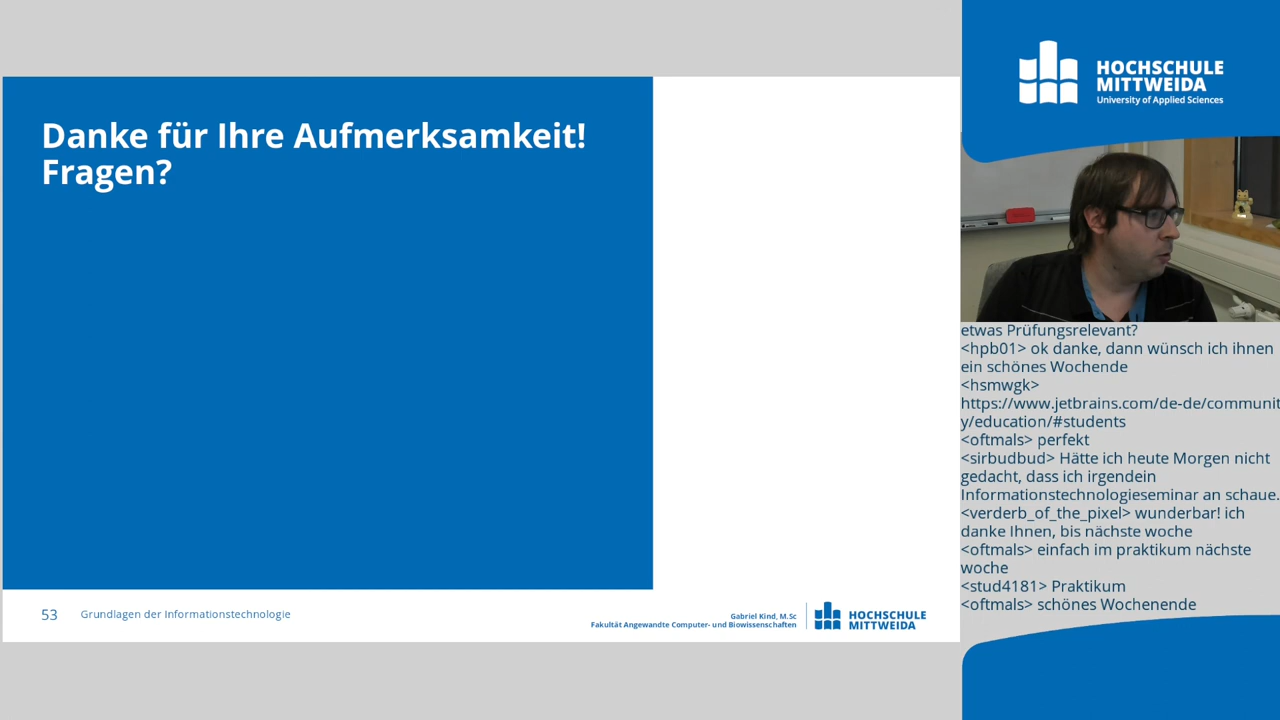 Danke für Ihre Aufmerksamkeit!
Fragen?
53
Grundlagen der Informationstechnologie
Gabriel Kind, M.Sc
Fakultät Angewandte Computer- und Biowissenschaften
HOCHSCHULE
MITTWEIDA
HOCHSCHULE
MITTWEIDA
University of Applied Sciences
etwas Prüfungsrelevant?
<hpb01> ok danke, dann wünsch ich ihnen
ein schönes Wochende
<hsmwgk>
https://www.jetbrains.com/de-de/communit
y/education/#students
<oftmals> perfekt
<sirbudbud> Hätte ich heute Morgen nicht
gedacht, dass ich irgendein
Informationstechnologieseminar an schaue.
<verderb_of_the_pixel> wunderbar! ich
danke Ihnen, bis nächste woche
<oftmals> einfach im praktikum nächste
woche
<stud4181> Praktikum
<oftmals> schönes Wochenende